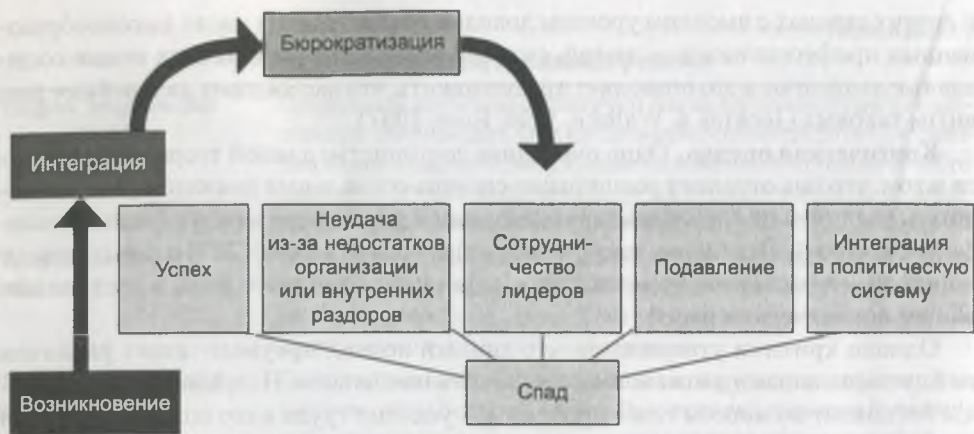 Бюрократизация
Интеграция
Возникновение
Успех
Неудача
из-за недостатков
организации
или внутренних
раздоров
Сотрудни-
чество
лидеров
Подавление
Интеграция
в политическую
систему
Спад